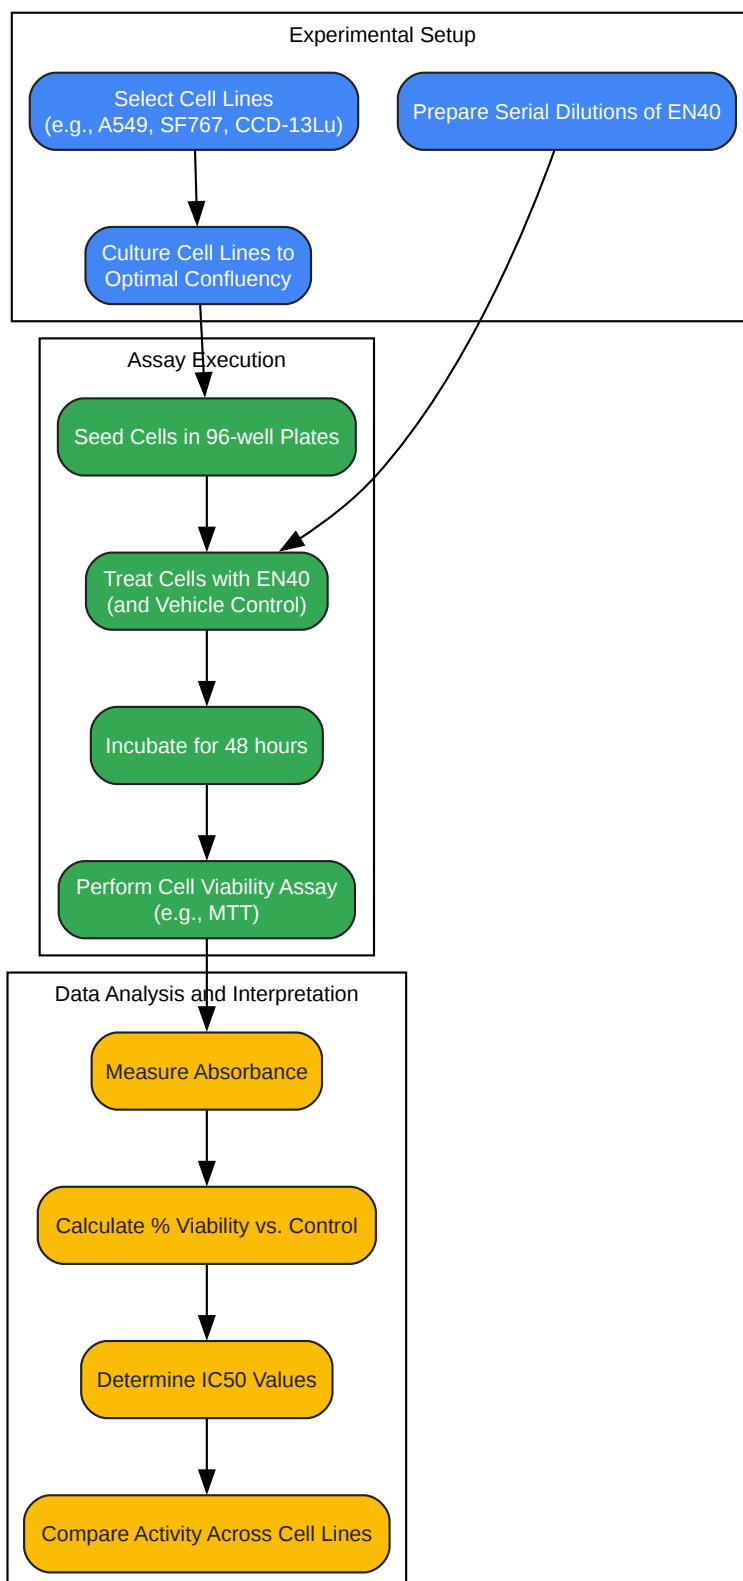 Experimental Setup
Select Cell Lines
(e.g., A549, SF767, CCD-13Lu)
Prepare Serial Dilutions of EN40
Culture Cell Lines to
Optimal Confluency
Assay Execution
Seed Cells in 96-well Plates
Treat Cells with EN40
(and Vehicle Control)
Incubate for 48 hours
Perform Cell Viability Assay
(e.g., MTT)
Data Analysis and Interpretation
Measure Absorbance
Calculate % Viability vs. Control
Determine IC50 Values
Compare Activity Across Cell Lines